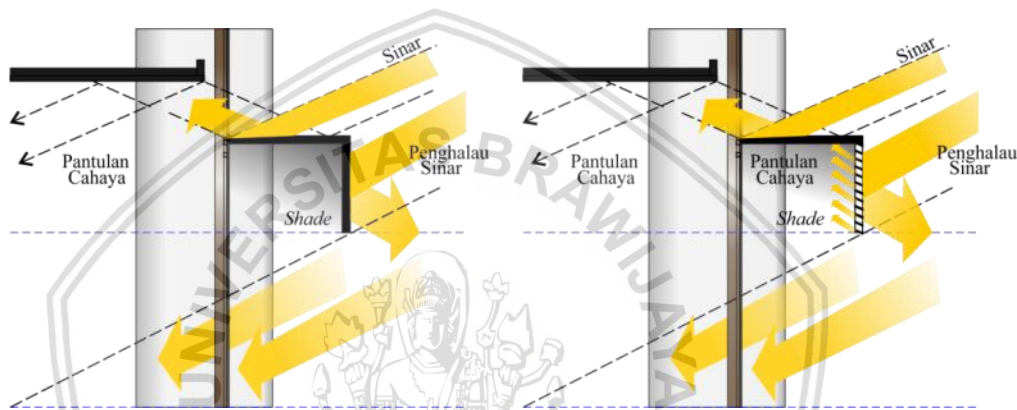 Sinar
Pantulan
Cahaya
Penghalau
Sinar
Shade
Sinar
Pantulan
Cahaya
Pantulan
Cahaya
Penghalau
Sinar
Shade
UNIVERSITAS BRAWIJAYA